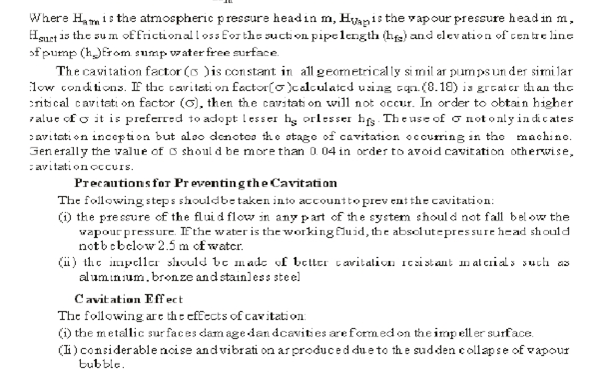 Where H_atm is the atmospheric pressure head in m, H_Vap is the vapour pressure head in m,
H_suct is the sum of frictional loss for the suction pipe length (h_fs) and elevation of centre line
of pump (h_s) from sump water free surface.
The cavitation factor (σ) is constant in all geometrically similar pumps under similar
flow conditions. If the cavitation factor(σ) calculated using eqn.(8.18) is greater than the
critical cavitation factor (σ), then the cavitation will not occur. In order to obtain higher
value of σ it is preferred to adopt lesser h_s or lesser h_fs. The use of σ not only indicates
cavitation inception but also denotes the stage of cavitation occurring in the machine.
Generally the value of σ should be more than 0.04 in order to avoid cavitation otherwise,
cavitation occurs.
Precautions for Preventing the Cavitation
The following steps should be taken into account to prevent the cavitation:
(i) the pressure of the fluid flow in any part of the system should not fall below the
vapour pressure. If the water is the working fluid, the absolute pressure head should
not be below 2.5 m of water.
(ii) the impeller should be made of better cavitation resistant materials such as
aluminium, bronze and stainless steel
Cavitation Effect
The following are the effects of cavitation:
(i) the metallic surfaces damaged and cavities are formed on the impeller surface.
(ii) considerable noise and vibration ar produced due to the sudden collapse of vapour
bubble.